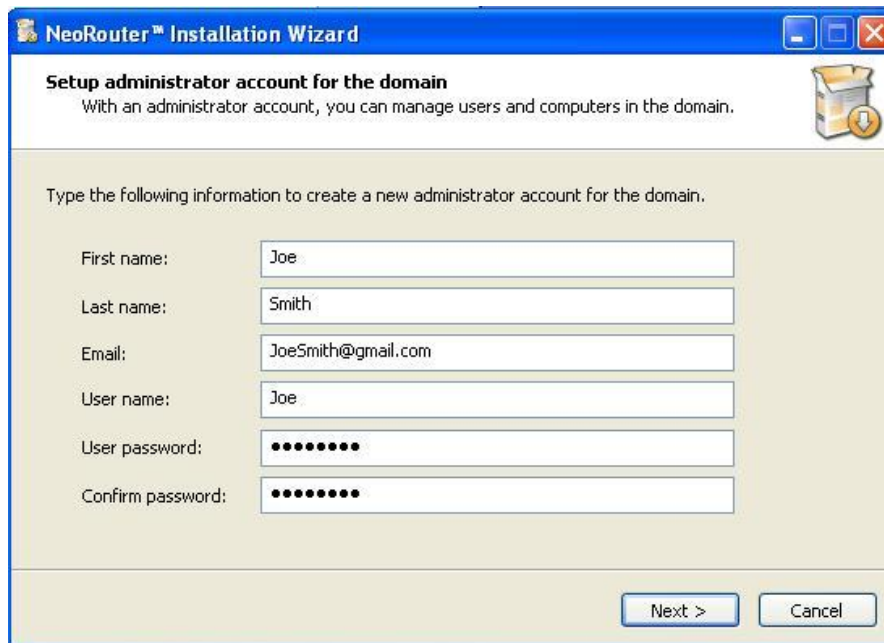 NeoRouter™ Installation Wizard
Setup administrator account for the domain
With an administrator account, you can manage users and computers in the domain.
Type the following information to create a new administrator account for the domain.
First name: Joe
Last name: Smith
Email: JoeSmith@gmail.com
User name: Joe
User password: ●●●●●●●●
Confirm password: ●●●●●●●●
Next > Cancel